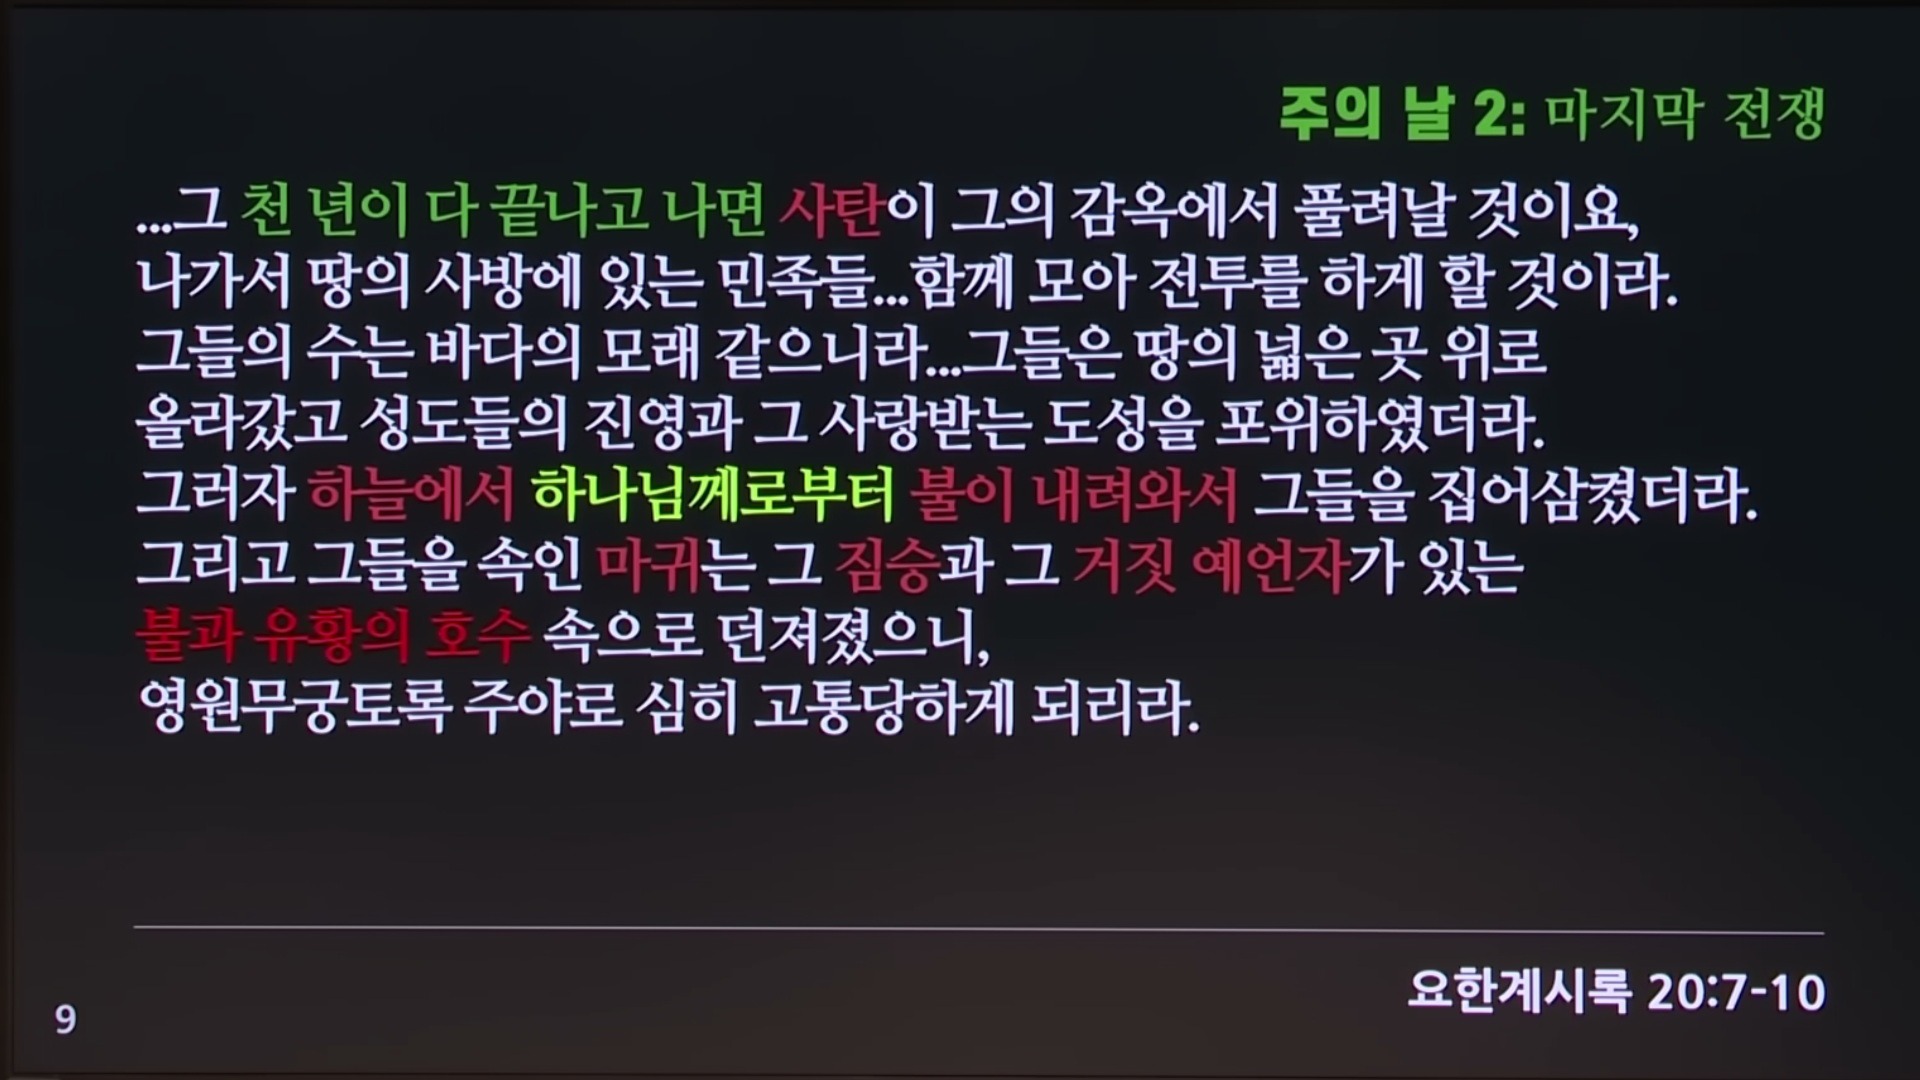 주의 날 2: 마지막 전쟁
...그 천 년이 다 끝나고 나면 사탄이 그의 감옥에서 풀려날 것이요,
나가서 땅의 사방에 있는 민족들...함께 모아 전투를 하게 할 것이라.
그들의 수는 바다의 모래 같으니라...그들은 땅의 넓은 곳 위로
올라갔고 성도들의 진영과 그 사랑받는 도성을 포위하였더라.
그러자 하늘에서 하나님께로부터 불이 내려와서 그들을 집어삼켰더라.
그리고 그들을 속인 마귀는 그 짐승과 그 거짓 예언자가 있는
불과 유황의 호수 속으로 던져졌으니,
영원무궁토록 주야로 심히 고통당하게 되리라.
요한계시록 20:7-10
9